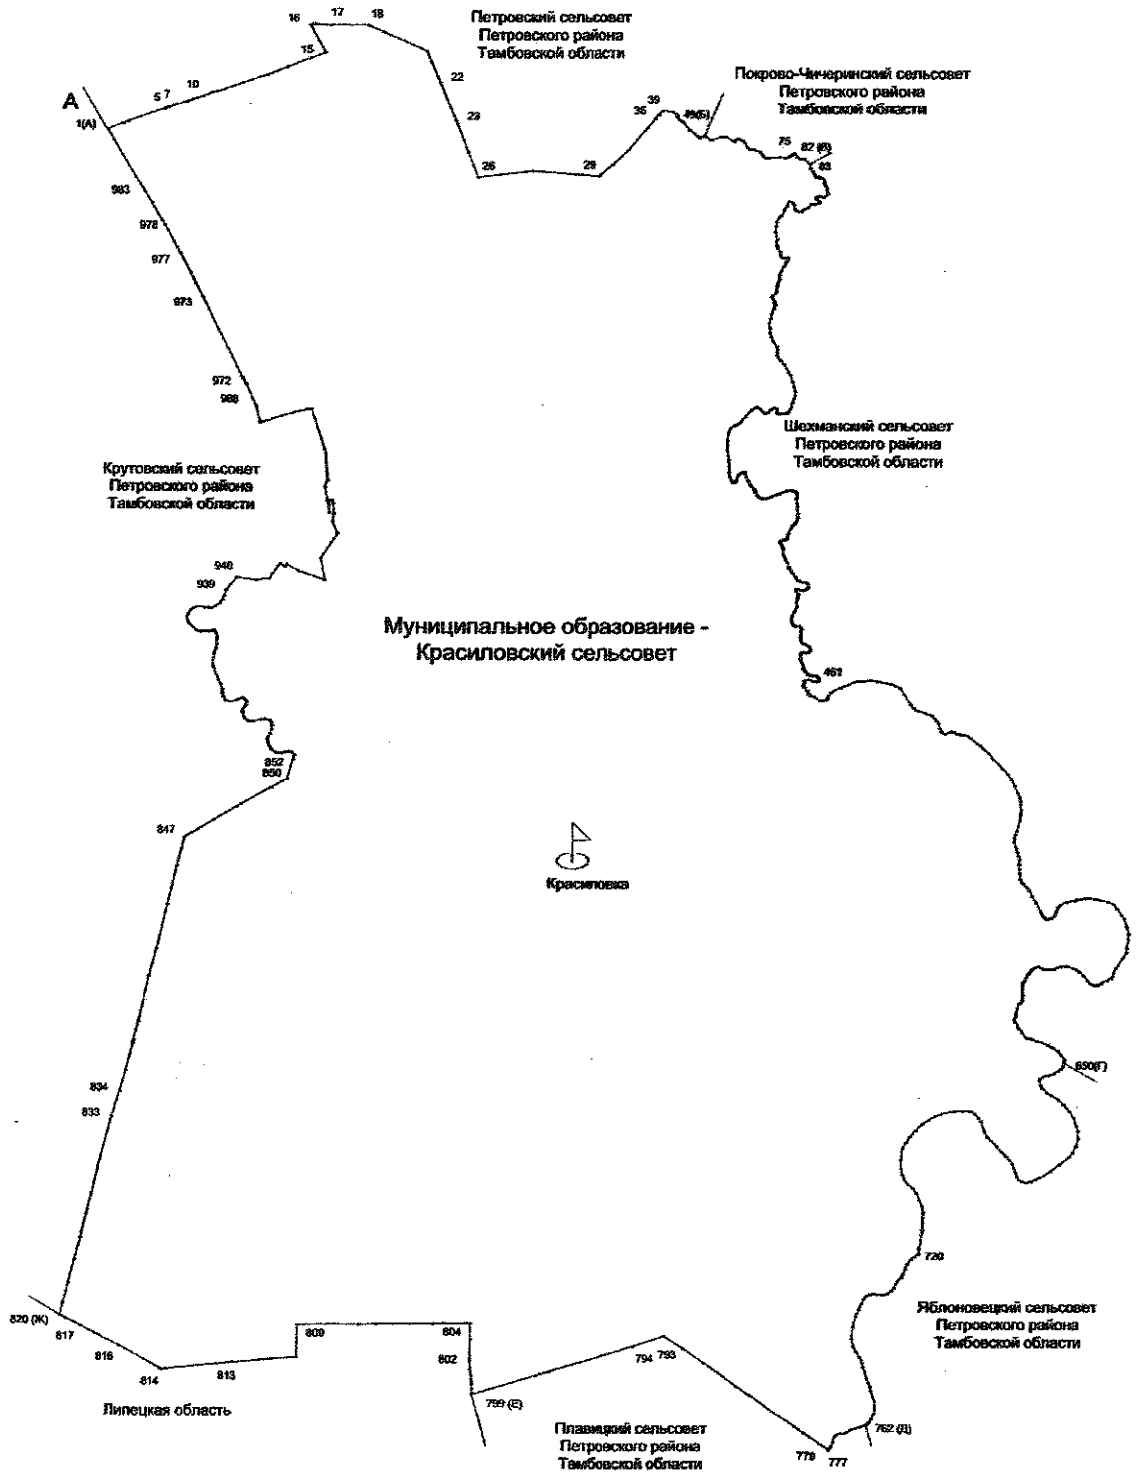 16
17
18
Петровский сельсовет
Петровского района
Тамбовской области
15
22
5 7
10
А
1(А)
23
39
35
49(Б)
Покрово-Чичеринский сельсовет
Петровского района
Тамбовской области
75
82 (В)
83
26
29
983
978
977
973
972
968
Шехманский сельсовет
Петровского района
Тамбовской области
Крутовский сельсовет
Петровского района
Тамбовской области
940
939
Муниципальное образование -
Красиловский сельсовет
461
852
850
847
Красиловка
834
833
650(Г)
720
820 (Ж)
817
816
814
813
809
804
802
799 (Е)
794
793
Яблоновецкий сельсовет
Петровского района
Тамбовской области
Липецкая область
Плавицкий сельсовет
Петровского района
Тамбовской области
762 (Д)
777